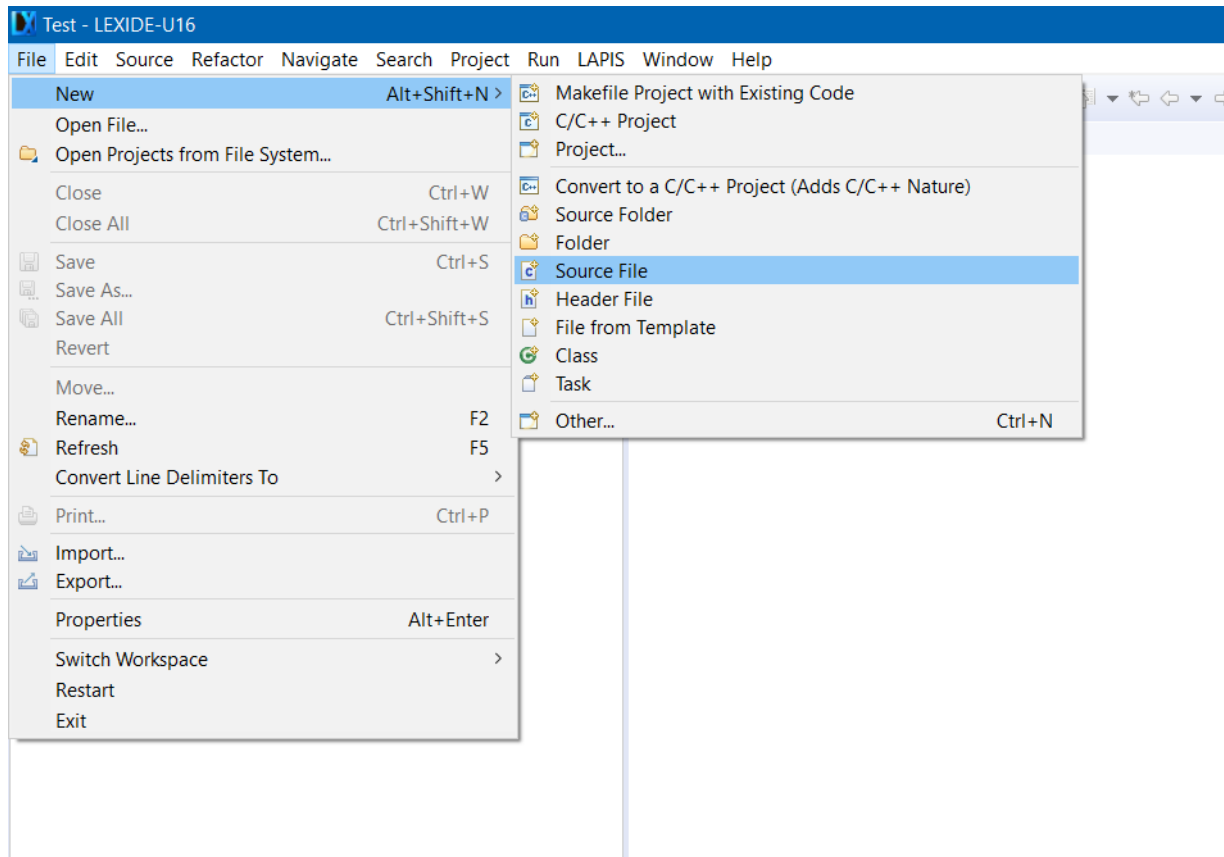 Test - LEXIDE-U16
File Edit Source Refactor Navigate Search Project Run LAPIS Window Help
New Alt+Shift+N >
Open File...
Open Projects from File System...
Close Ctrl+W
Close All Ctrl+Shift+W
Save Ctrl+S
Save As...
Save All Ctrl+Shift+S
Revert
Move...
Rename... F2
Refresh F5
Convert Line Delimiters To >
Print... Ctrl+P
Import...
Export...
Properties Alt+Enter
Switch Workspace >
Restart
Exit
Makefile Project with Existing Code
C/C++ Project
Project...
Convert to a C/C++ Project (Adds C/C++ Nature)
Source Folder
Folder
Source File
Header File
File from Template
Class
Task
Other... Ctrl+N